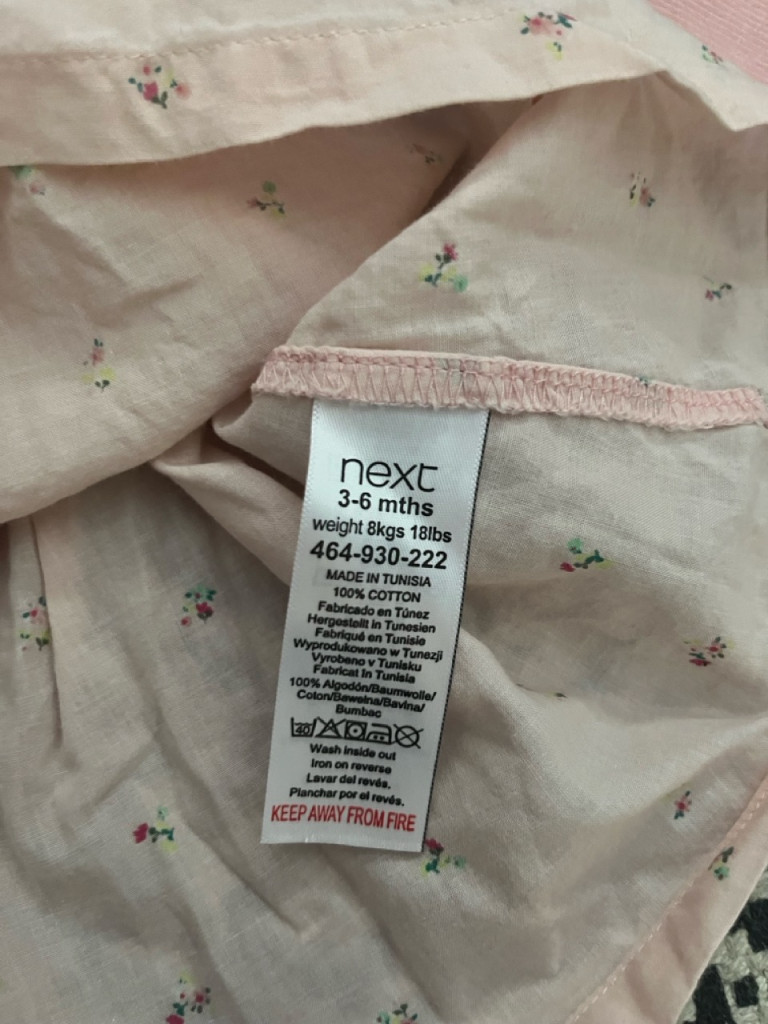 next
3-6 mths
weight 8kgs 18lbs
464-930-222
MADE IN TUNISIA
100% COTTON
Fabricado en Túnez
Hergestellt in Tunesien
Fabriqué en Tunisie
Wyprodukowano w Tunezji
Vyrobeno v Tunisku
Fabricat în Tunisia
100% Algodón/Baumwolle/
Coton/Bawełna/Bavlna/
Bumbac
40
Wash inside out
Iron on reverse
Lavar del revés.
Planchar por el revés.
KEEP AWAY FROM FIRE